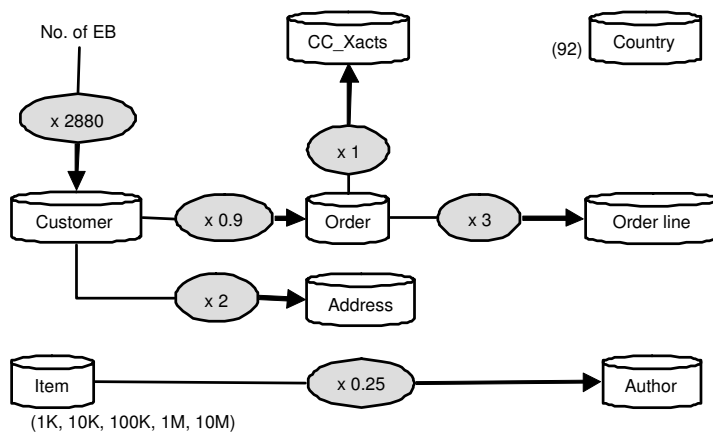 No. of EB
CC_Xacts
(92)
Country
x 2880
x 1
Customer
x 0.9
Order
x 3
Order line
x 2
Address
Item
x 0.25
Author
(1K, 10K, 100K, 1M, 10M)